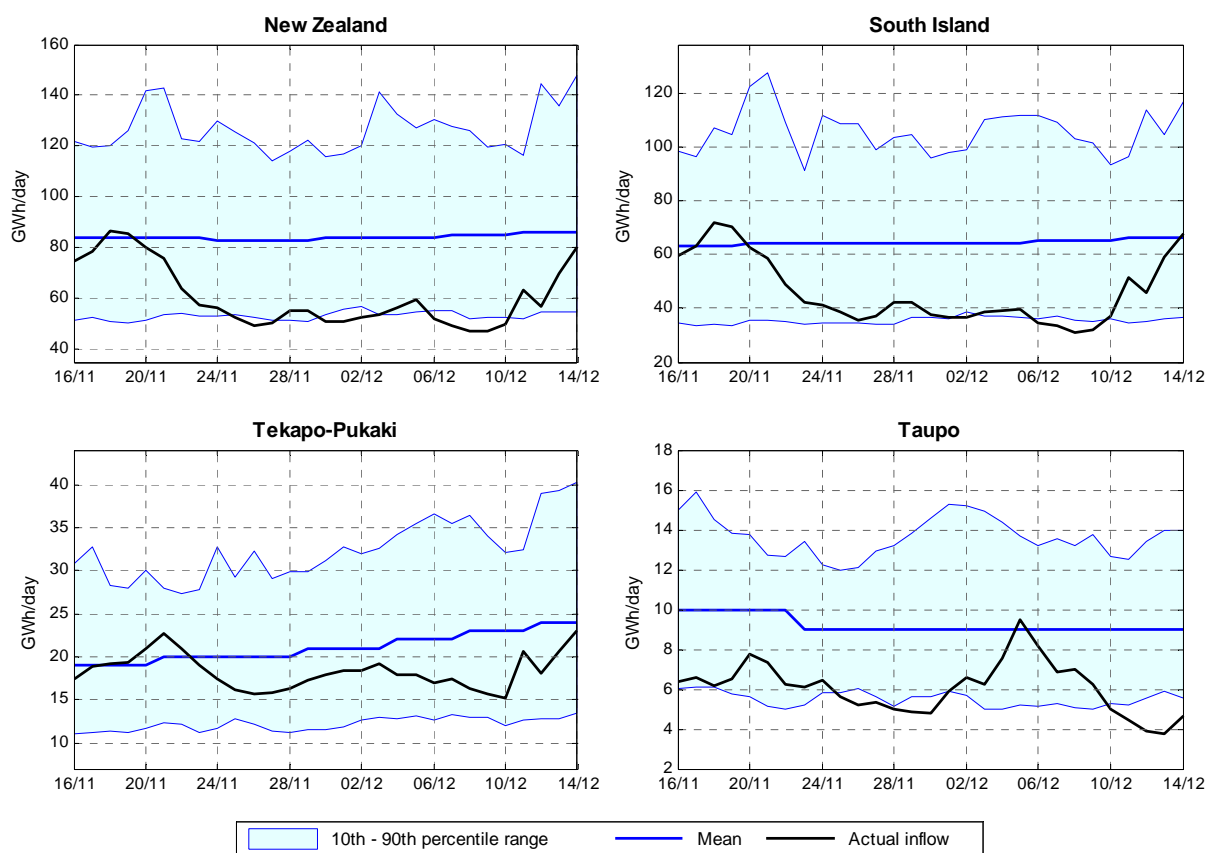 New Zealand
160
140
120
100
80
60
40
GWh/day
16/11 20/11 24/11 28/11 02/12 06/12 10/12 14/12
South Island
120
100
80
60
40
20
GWh/day
16/11 20/11 24/11 28/11 02/12 06/12 10/12 14/12
Tekapo-Pukaki
40
35
30
25
20
15
10
GWh/day
16/11 20/11 24/11 28/11 02/12 06/12 10/12 14/12
Taupo
18
16
14
12
10
8
6
4
2
GWh/day
16/11 20/11 24/11 28/11 02/12 06/12 10/12 14/12
10th - 90th percentile range Mean Actual inflow